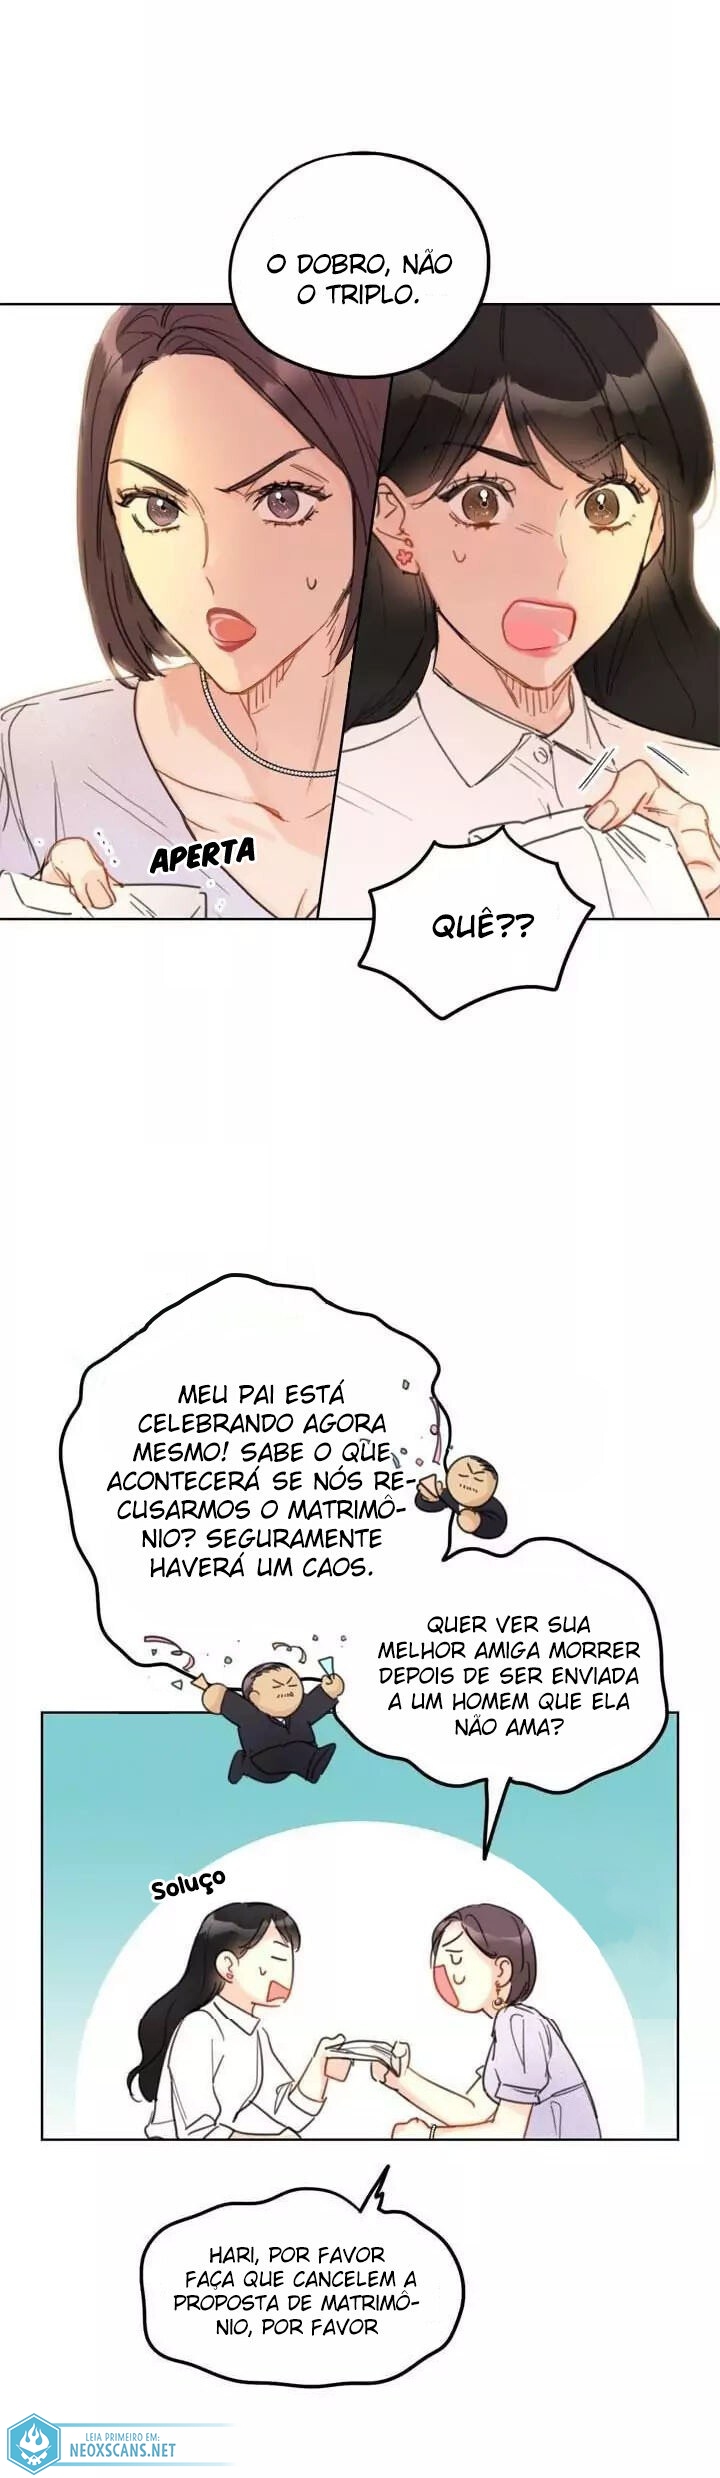 O DOBRO, NÃO
O TRIPLO.
APERTA
QUÊ??
MEU PAI ESTÁ
CELEBRANDO AGORA
MESMO! SABE O QUE
ACONTECERÁ SE NÓS RE-
CUSARMOS O MATRIMÔ-
NIO? SEGURAMENTE
HAVERÁ UM CAOS.
QUER VER SUA
MELHOR AMIGA MORRER
DEPOIS DE SER ENVIADA
A UM HOMEM QUE ELA
NÃO AMA?
Soluço
HARI, POR FAVOR
FAÇA QUE CANCELEM A
PROPOSTA DE MATRIMÔ-
NIO, POR FAVOR
LEIA PRIMEIRO EM:
NEOXSCANS.NET